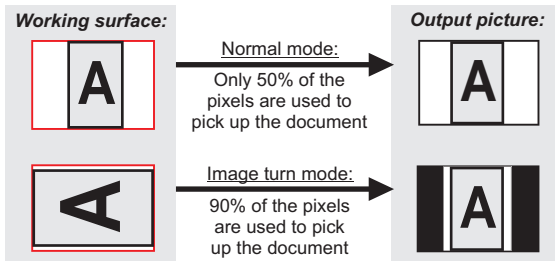 Working surface:
Output picture:
A
Normal mode:
Only 50% of the
pixels are used to
pick up the document
A
A
Image turn mode:
90% of the pixels
are used to pick
up the document
A